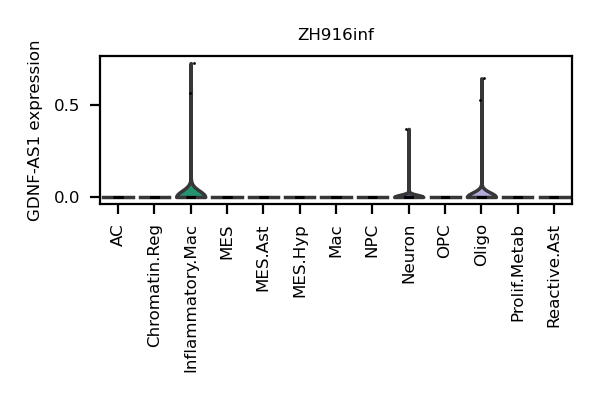 ZH916inf
GDNF-AS1 expression
0.5
0.0
AC
Chromatin.Reg
Inflammatory.Mac
MES
MES.Ast
MES.Hyp
Mac
NPC
Neuron
OPC
Oligo
Prolif.Metab
Reactive.Ast